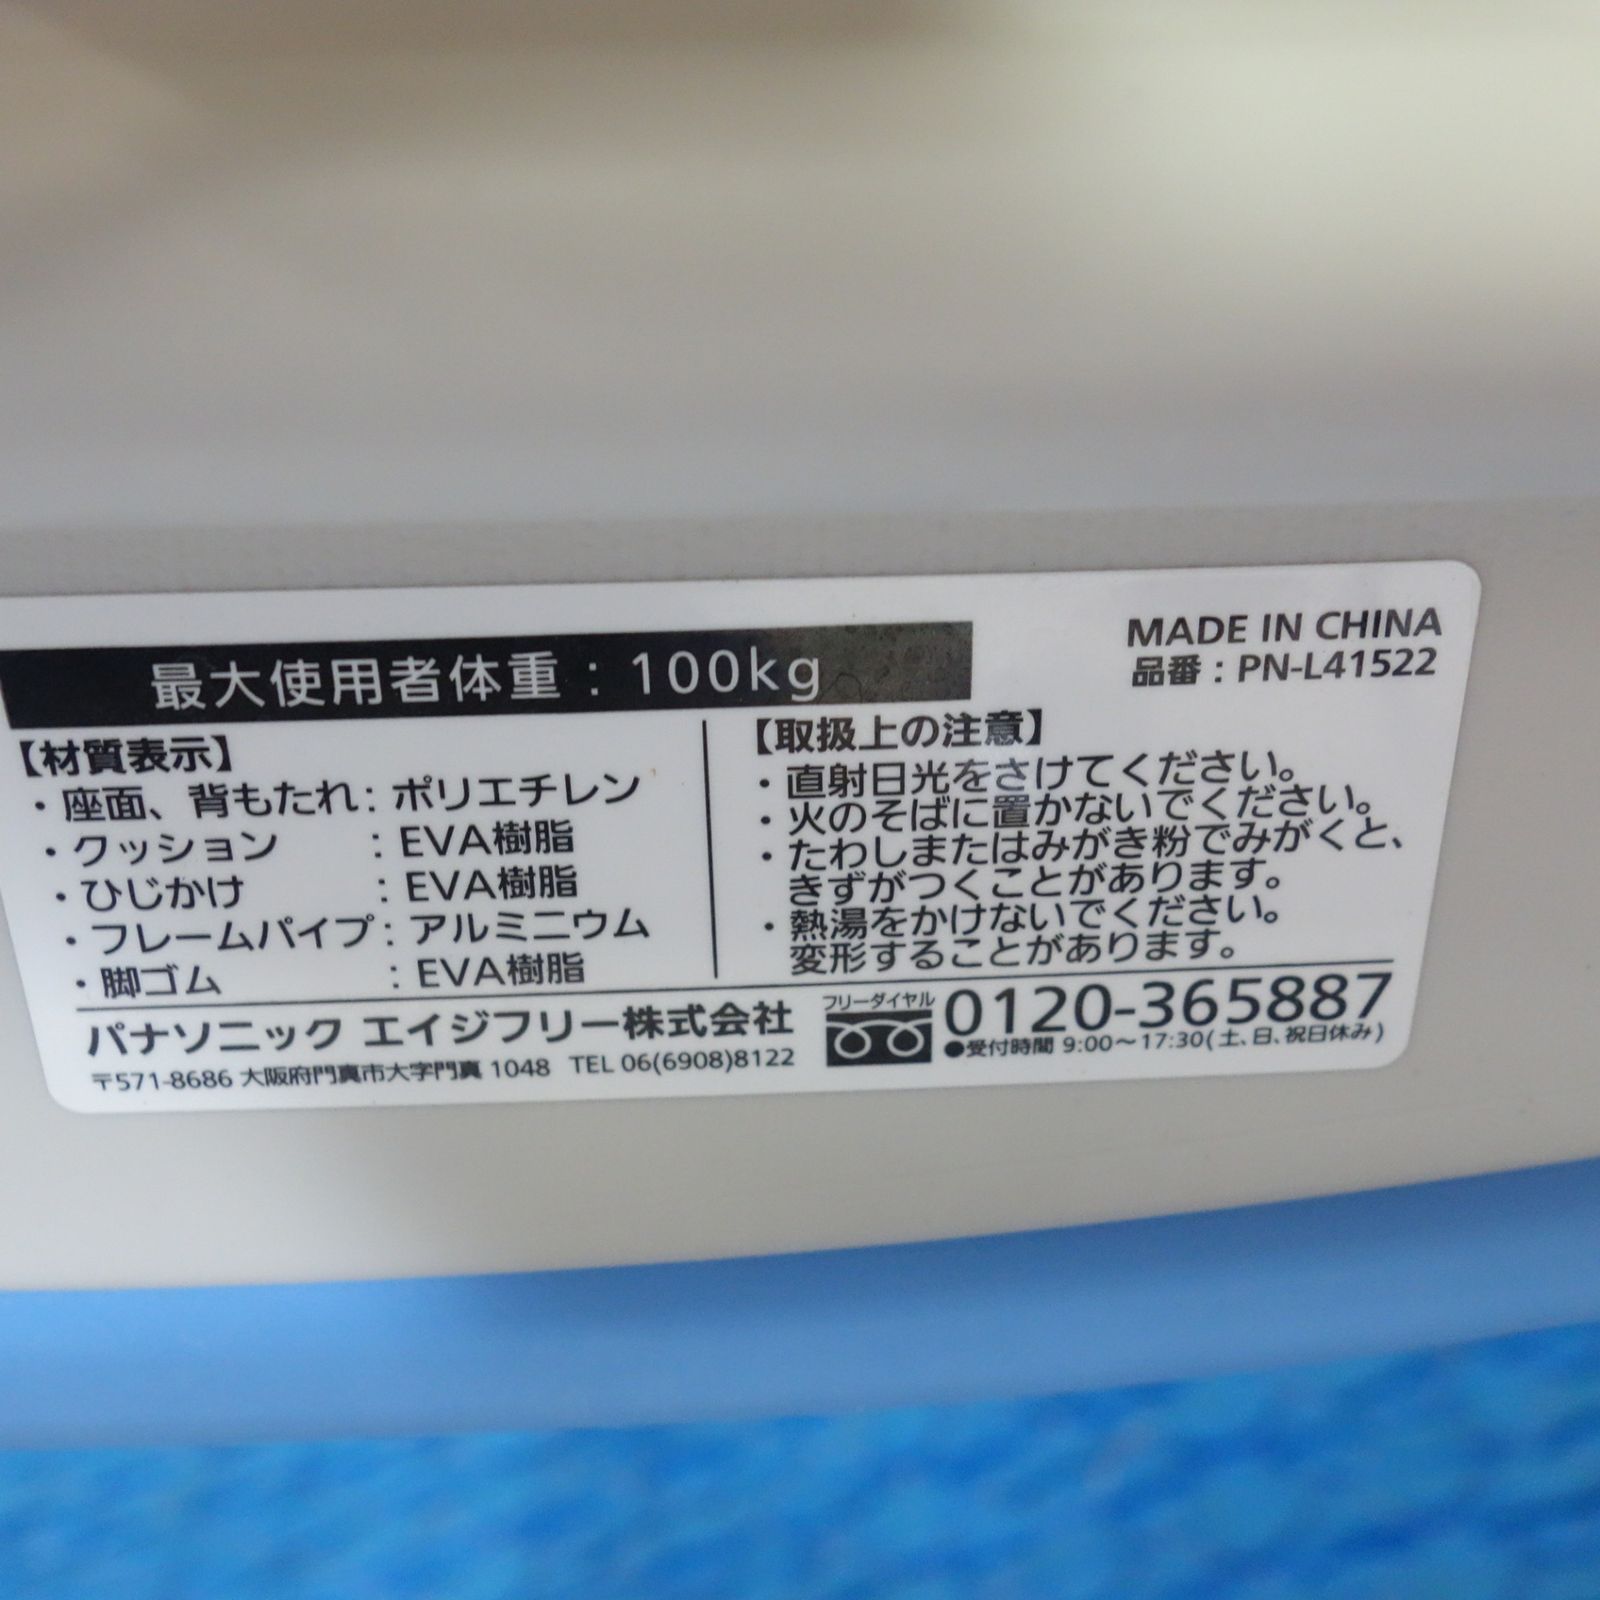 最大使用者体重：100kg
MADE IN CHINA
品番：PN-L41522
【材質表示】
・座面、背もたれ：ポリエチレン
・クッション：EVA樹脂
・ひじかけ：EVA樹脂
・フレームパイプ：アルミニウム
・脚ゴム：EVA樹脂
【取扱上の注意】
・直射日光をさけてください。
・火のそばに置かないでください。
・たわしまたはみがき粉でみがくと、
きずがつくことがあります。
・熱湯をかけないでください。
変形することがあります。
パナソニック エイジフリー株式会社
〒571-8686 大阪府門真市大字門真 1048 TEL 06(6908)8122
フリーダイヤル
0120-365887
●受付時間 9:00～17:30(土、日、祝日休み)